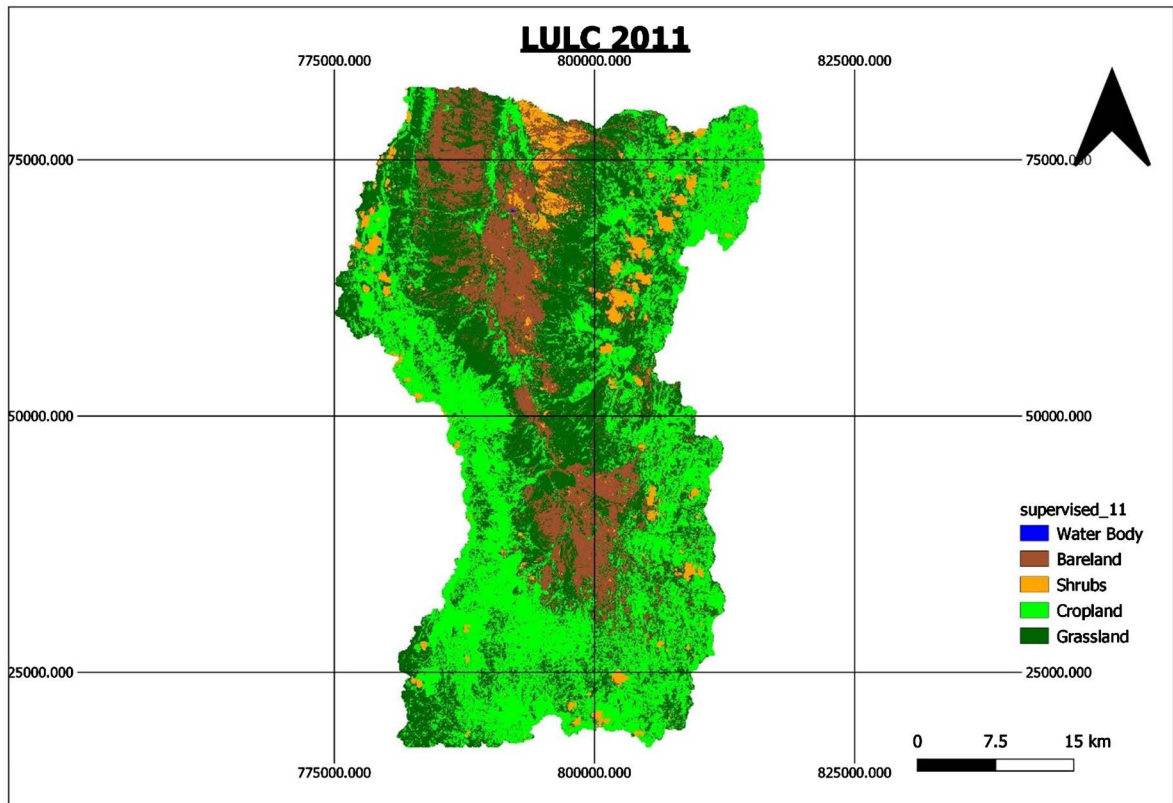 LULC 2011
775000.000 800000.000 825000.000
75000.000 75000.000
50000.000 50000.000
supervised_11
Water Body
Bareland
Shrubs
Cropland
Grassland
25000.000 25000.000
0 7.5 15 km
775000.000 800000.000 825000.000